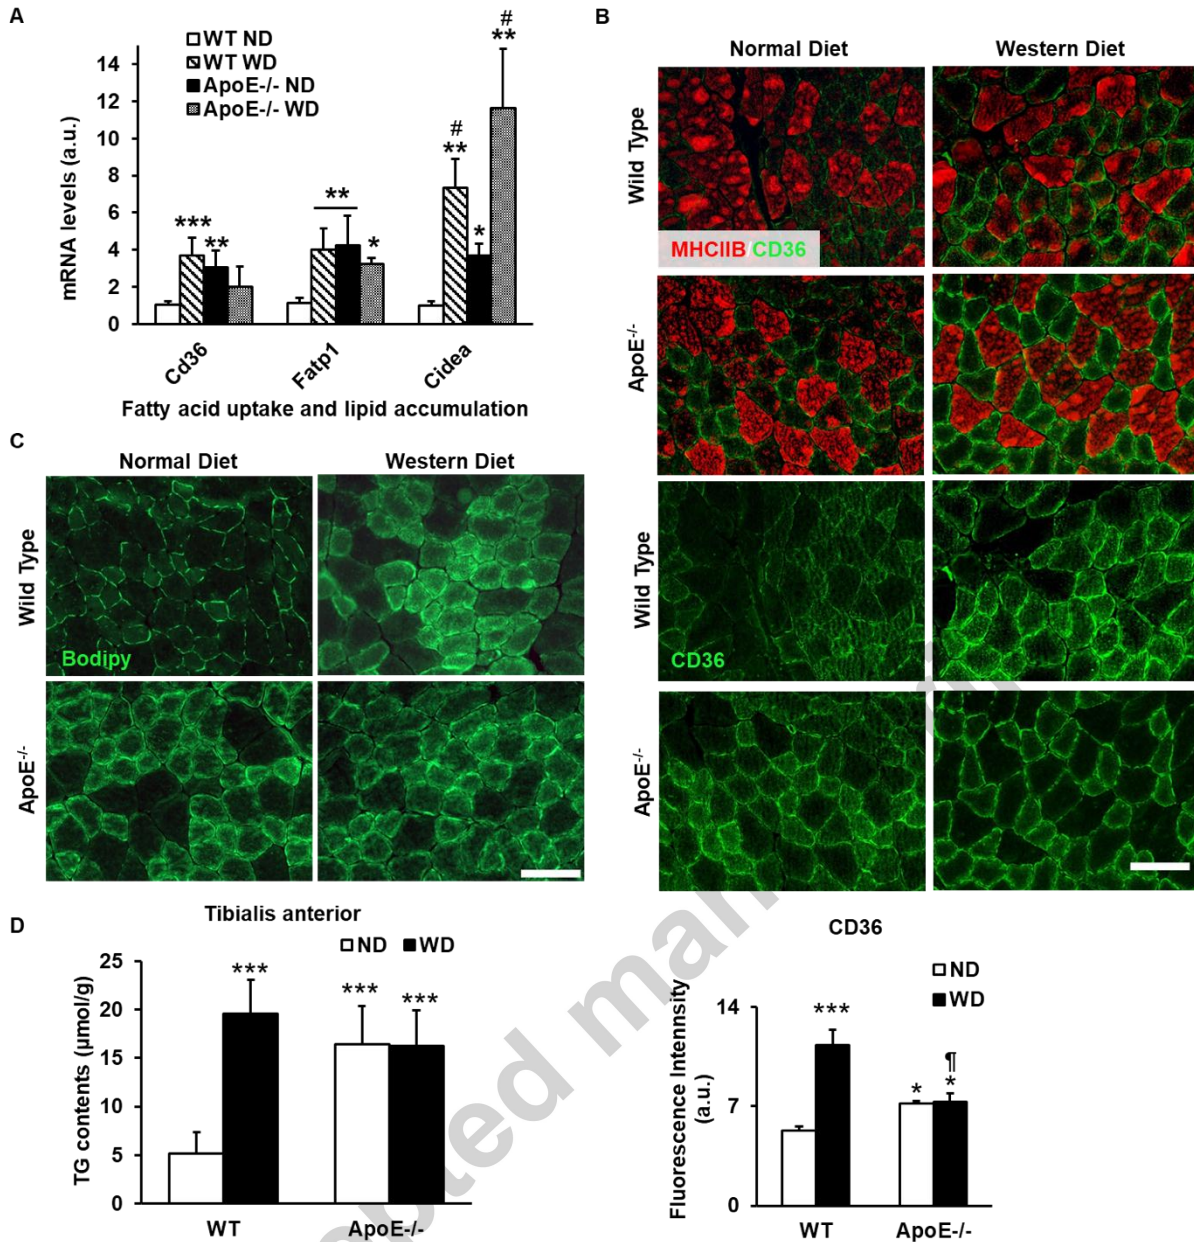 A
WT ND
WT WD
ApoE-/- ND
ApoE-/- WD
mRNA levels (a.u.)
14
12
10
8
6
4
2
0
***
**
**
*
#
**
*
#
**
Cd36
Fatp1
Cidea
Fatty acid uptake and lipid accumulation
B
Normal Diet
Western Diet
Wild Type
MHCIIB/CD36
ApoE-/-
Wild Type
CD36
ApoE-/-
C
Normal Diet
Western Diet
Wild Type
Bodipy
ApoE-/-
D
Tibialis anterior
ND WD
TG contents (µmol/g)
25
20
15
10
5
0
***
***
***
WT
ApoE-/-
CD36
ND
WD
Fluorescence Intennsity
(a.u.)
14
7
0
***
*
¶
*
WT
ApoE-/-